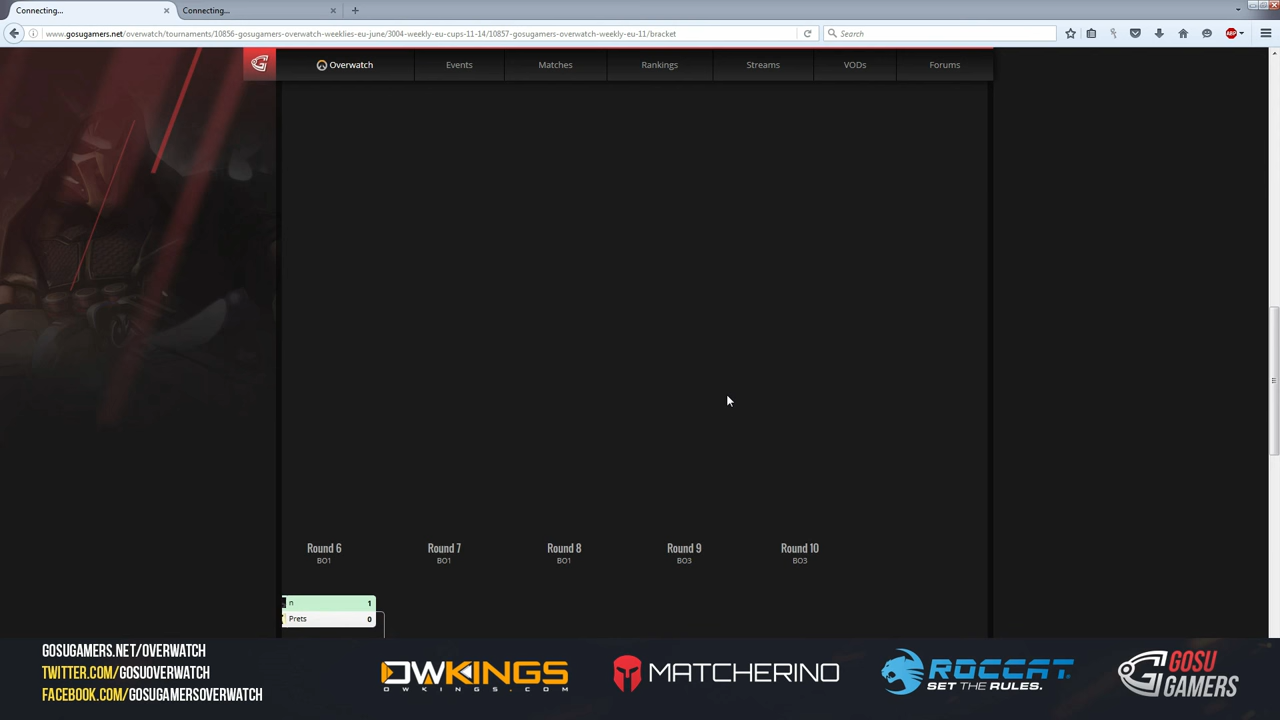 Connecting...
Connecting...
www.gosugamers.net/overwatch/tournaments/10856-gosugamers-overwatch-weeklies-eu-june/3004-weekly-eu-cups-11-14/10857-gosugamers-overwatch-weekly-eu-11/bracket
Search
ABP
Overwatch Events Matches Rankings Streams VODs Forums
Round 6 Round 7 Round 8 Round 9 Round 10
BO1 BO1 BO1 BO3 BO3
n 1
Prets 0
GOSUGAMERS.NET/OVERWATCH
TWITTER.COM/GOSUOVERWATCH
FACEBOOK.COM/GOSUGAMERSOVERWATCH
OWKINGS
OWKINGS.COM
MATCHERINO
ROCCAT
SET THE RULES.
GOSU
GAMERS